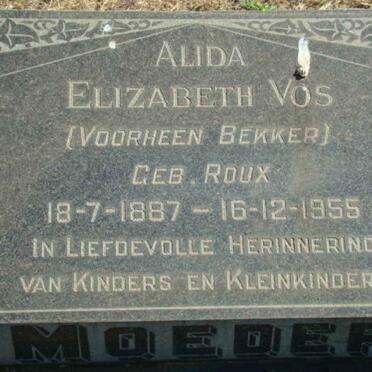 ALIDA
ELIZABETH VOS
(VOORHEEN BEKKER)
GEB. ROUX
18-7-1887 – 16-12-1955
IN LIEFDEVOLLE HERINNERING
VAN KINDERS EN KLEINKINDER
MOEDER